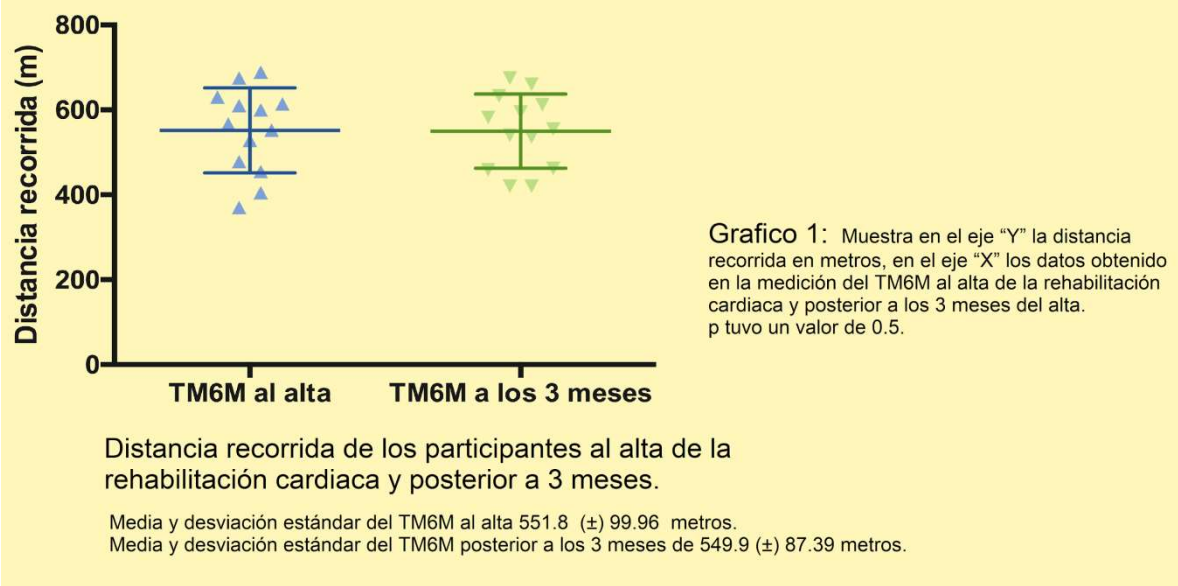 800
600
400
200
0
Distancia recorrida (m)
TM6M al alta
TM6M a los 3 meses
Grafico 1: Muestra en el eje “Y” la distancia
recorrida en metros, en el eje “X” los datos obtenido
en la medición del TM6M al alta de la rehabilitación
cardiaca y posterior a los 3 meses del alta.
p tuvo un valor de 0.5.
Distancia recorrida de los participantes al alta de la
rehabilitación cardiaca y posterior a 3 meses.
Media y desviación estándar del TM6M al alta 551.8 (±) 99.96 metros.
Media y desviación estándar del TM6M posterior a los 3 meses de 549.9 (±) 87.39 metros.